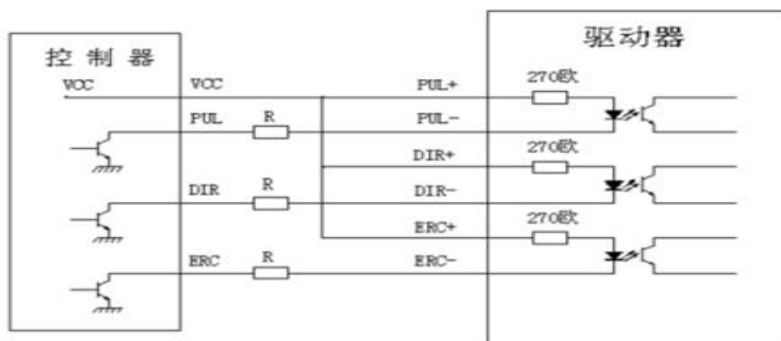 控制器
驱动器
VCC
VCC
PUL+
270欧
PUL
R
PUL-
DIR+
270欧
DIR
R
DIR-
ERC+
270欧
ERC
R
ERC-